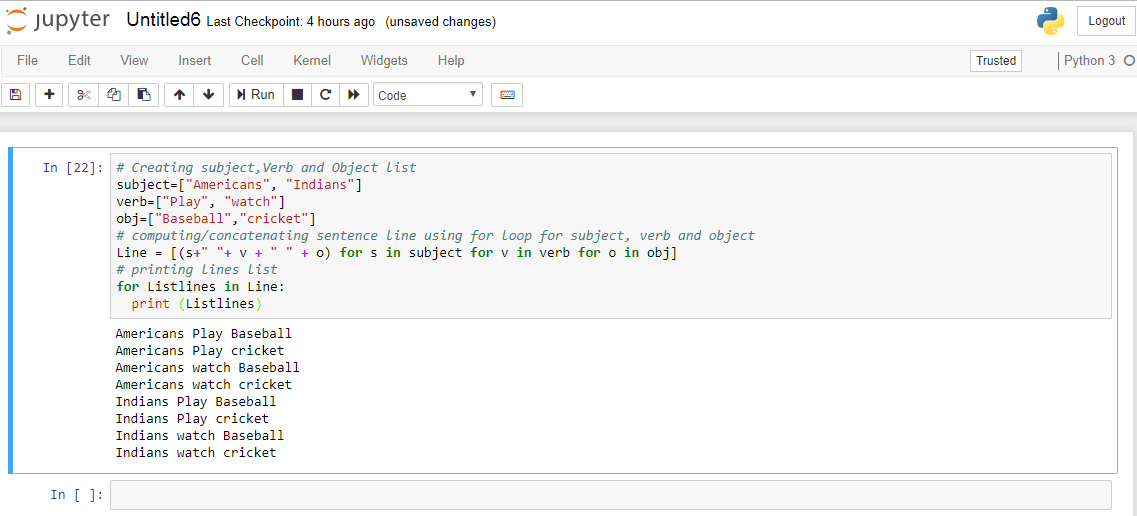 jupyter Untitled6 Last Checkpoint: 4 hours ago (unsaved changes) Logout
File Edit View Insert Cell Kernel Widgets Help Trusted Python 3
Run Code
In [22]: # Creating subject,Verb and Object list
subject=["Americans", "Indians"]
verb=["Play", "watch"]
obj=["Baseball","cricket"]
# computing/concatenating sentence line using for loop for subject, verb and object
Line = [(s+" "+ v + " " + o) for s in subject for v in verb for o in obj]
# printing lines list
for Listlines in Line:
  print (Listlines)
Americans Play Baseball
Americans Play cricket
Americans watch Baseball
Americans watch cricket
Indians Play Baseball
Indians Play cricket
Indians watch Baseball
Indians watch cricket
In [ ]: